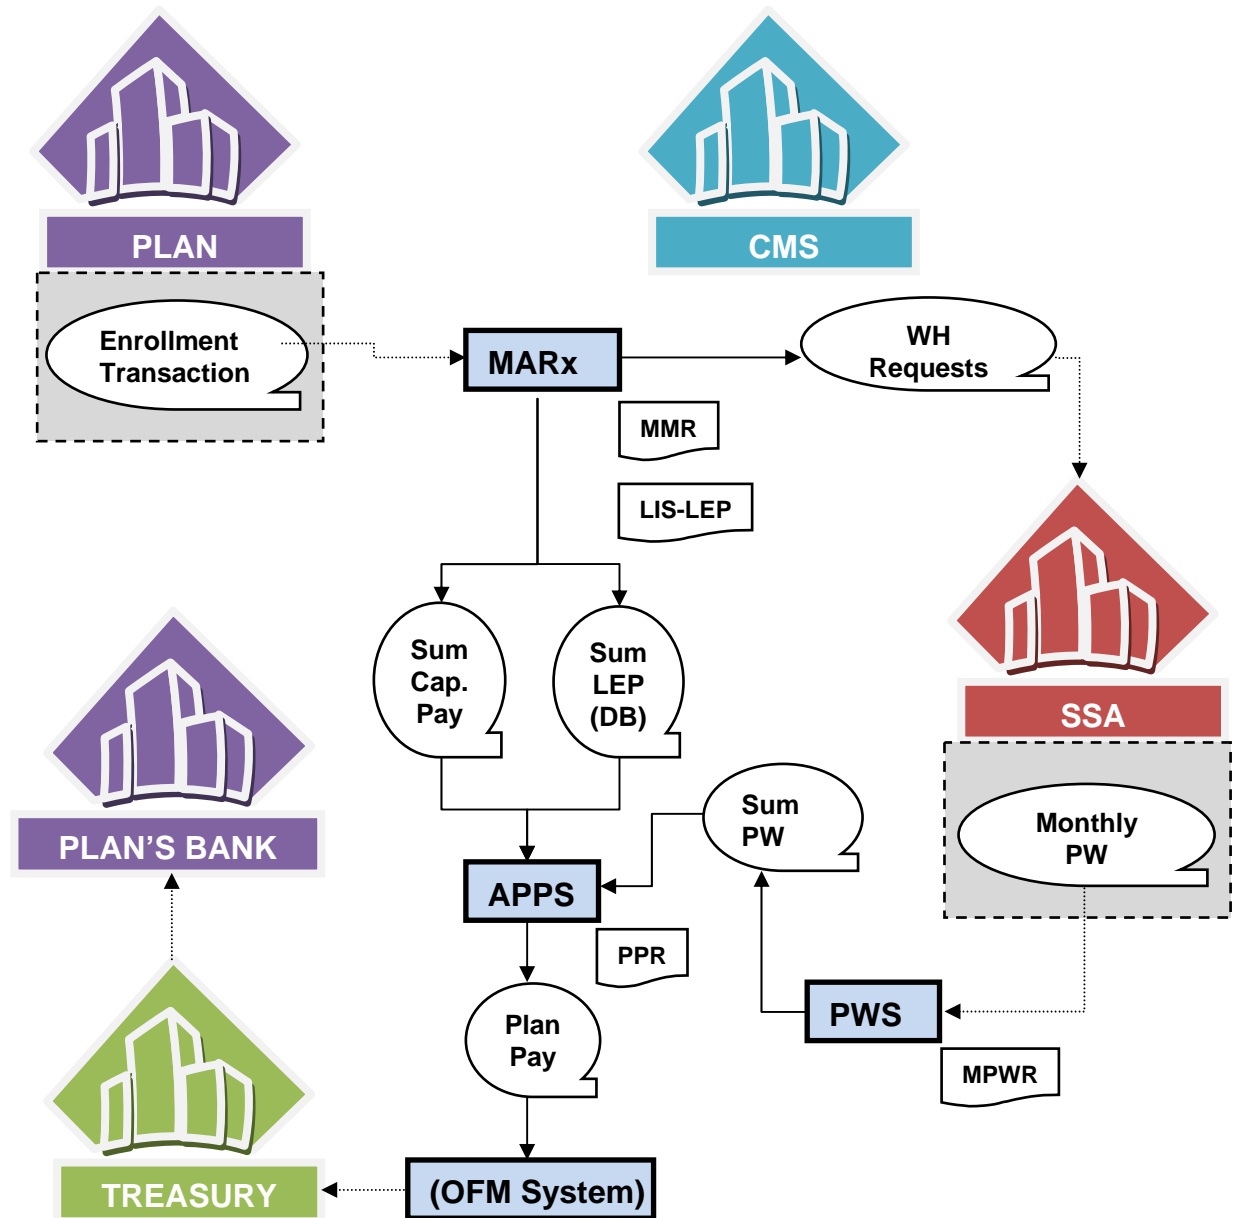 PLAN
CMS
Enrollment
Transaction
MARx
WH
Requests
MMR
LIS-LEP
Sum
Cap.
Pay
Sum
LEP
(DB)
SSA
PLAN'S BANK
Sum
PW
Monthly
PW
APPS
PPR
Plan
Pay
PWS
MPWR
TREASURY
(OFM System)